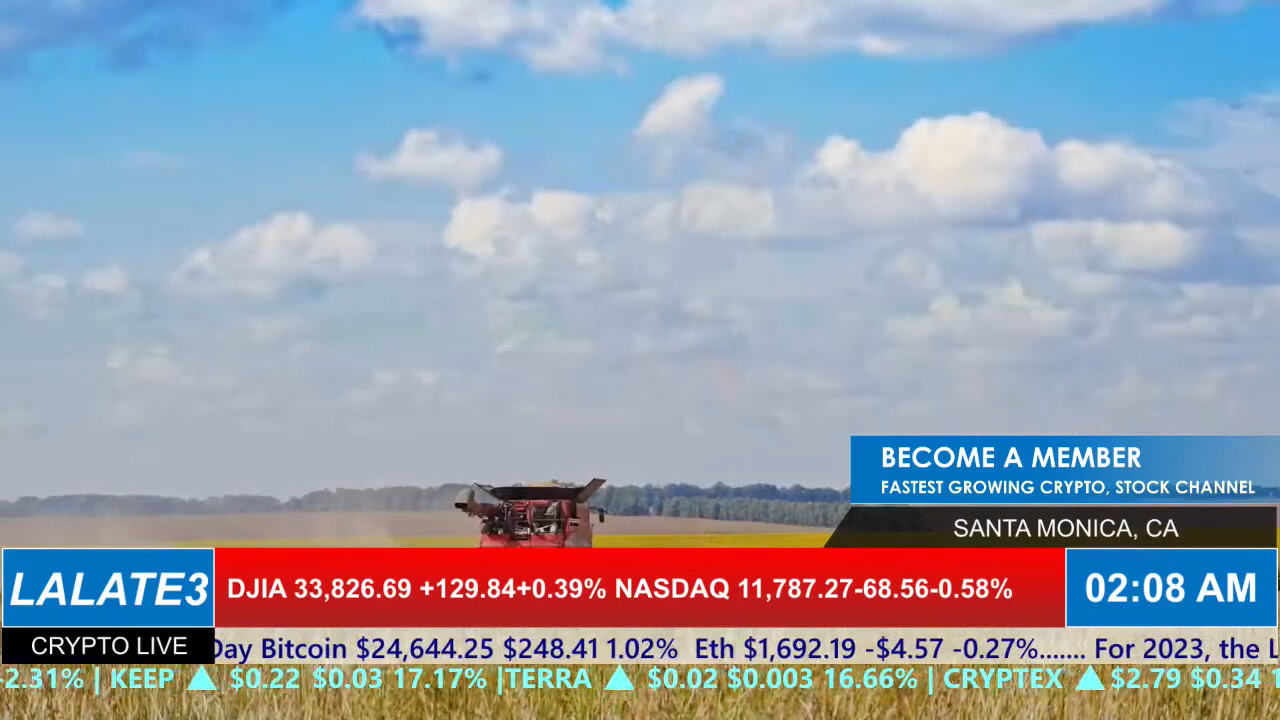 BECOME A MEMBER
FASTEST GROWING CRYPTO, STOCK CHANNEL
SANTA MONICA, CA
LALATE3
DJIA 33,826.69 +129.84+0.39% NASDAQ 11,787.27-68.56-0.58%
02:08 AM
CRYPTO LIVE
Day Bitcoin $24,644.25 $248.41 1.02% Eth $1,692.19 -$4.57 -0.27%....... For 2023, the
-2.31% | KEEP ▲ $0.22 $0.03 17.17% |TERRA ▲ $0.02 $0.003 16.66% | CRYPTEX ▲ $2.79 $0.34